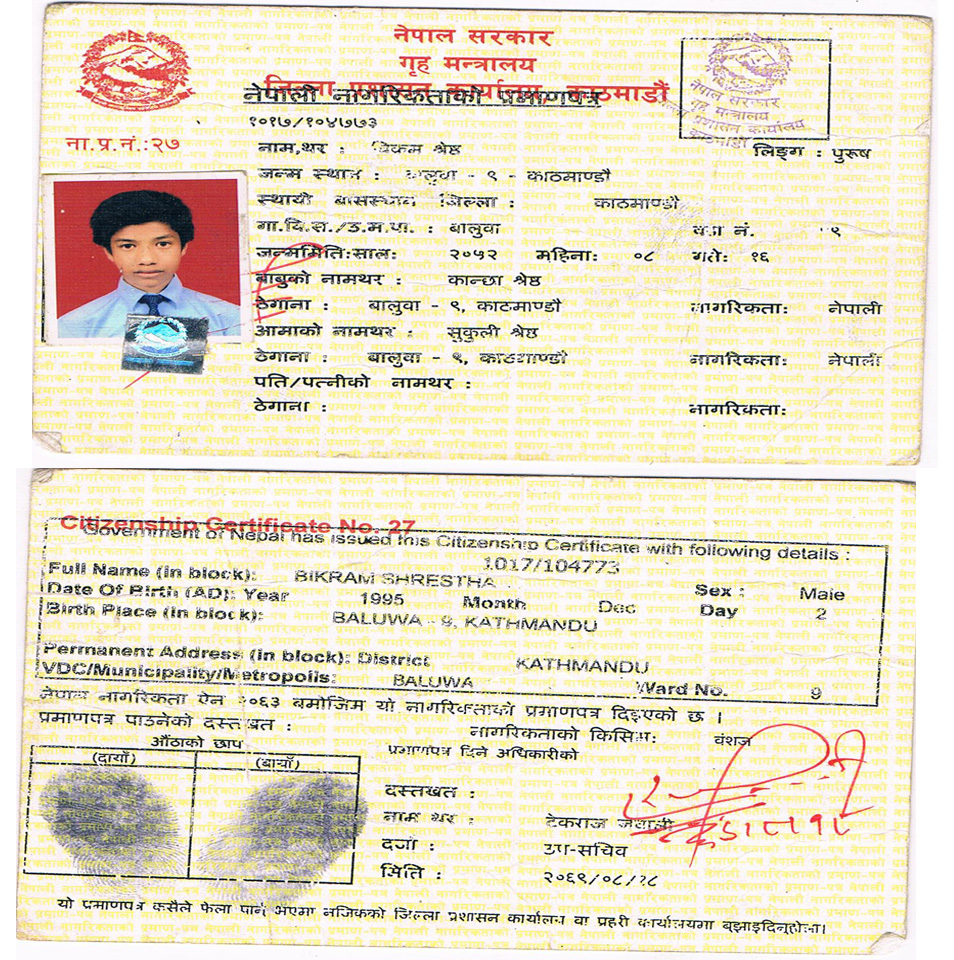 नेपाल सरकार
गृह मन्त्रालय
जिल्ला प्रशासन कार्यालय, काठमाडौं
नेपाली नागरिकताको प्रमाणपत्र
१०१७/१०४७७३
ना.प्र.नं.:२७
नेपाल सरकार
गृह मन्त्रालय
जिल्ला प्रशासन कार्यालय
काठमाडौं
नाम,थर : विकम श्रेष्ठ लिङ्ग : पुरूष
जन्म स्थान : बालुवा - ९ - काठमाण्डौ
स्थायी बासस्थान जिल्ला : काठमाण्डौ
गा.वि.स./उ.म.पा. : बालुवा वडा नं. ९
जन्ममिति:साल: २०५२ महिना: ०८ गते: १६
बाबुको नामथर : कान्छा श्रेष्ठ
ठेगाना : बालुवा - ९, काठमाण्डौ नागरिकता: नेपाली
आमाको नामथर : सुकुली श्रेष्ठ
ठेगाना : बालुवा - ९, काठमाण्डौ नागरिकता: नेपाली
पति/पत्नीको नामथर :
ठेगाना : नागरिकता:
Citizenship Certificate No. 27
Government of Nepal has issued this Citizenship Certificate with following details :
1017/104773
Full Name (in block): BIKRAM SHRESTHA Sex : Male
Date Of Birth (AD): Year 1995 Month Dec Day 2
Birth Place (in block): BALUWA - 9, KATHMANDU
Permanent Address (in block): District KATHMANDU
VDC/Municipality/Metropolis: BALUWA Ward No. 9
नेपाल नागरिकता ऐन २०६३ बमोजिम यो नागरिकताको प्रमाणपत्र दिइएको छ ।
प्रमाणपत्र पाउनेको दस्तखत : नागरिकताको किसिम: वंशज
औंठाको छाप प्रमाणपत्र दिने अधिकारीको
(दायाँ) (बायाँ)
दस्तखत :
नाम थर : टेकराज
दर्जा : उप-सचिव
मिति : २०६९/०८/१८
यो प्रमाणपत्र कसैले फेला पारे भएमा नजिकको जिल्ला प्रशासन कार्यालय वा प्रहरी कार्यालयमा बुझाइदिनुहोला।